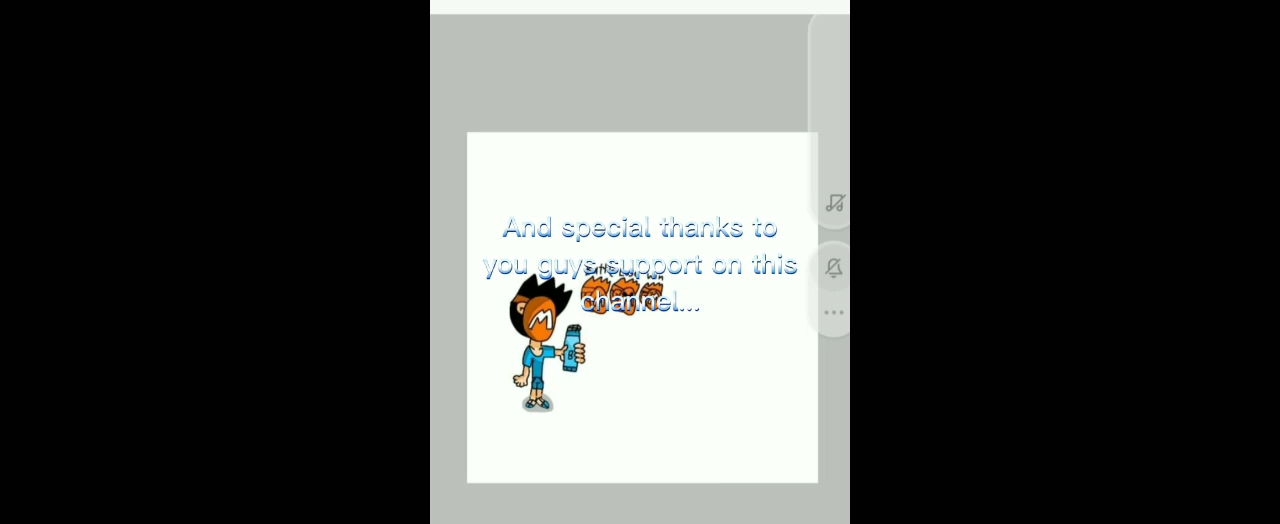 And special thanks to
you guys support on this
channel...
M
B